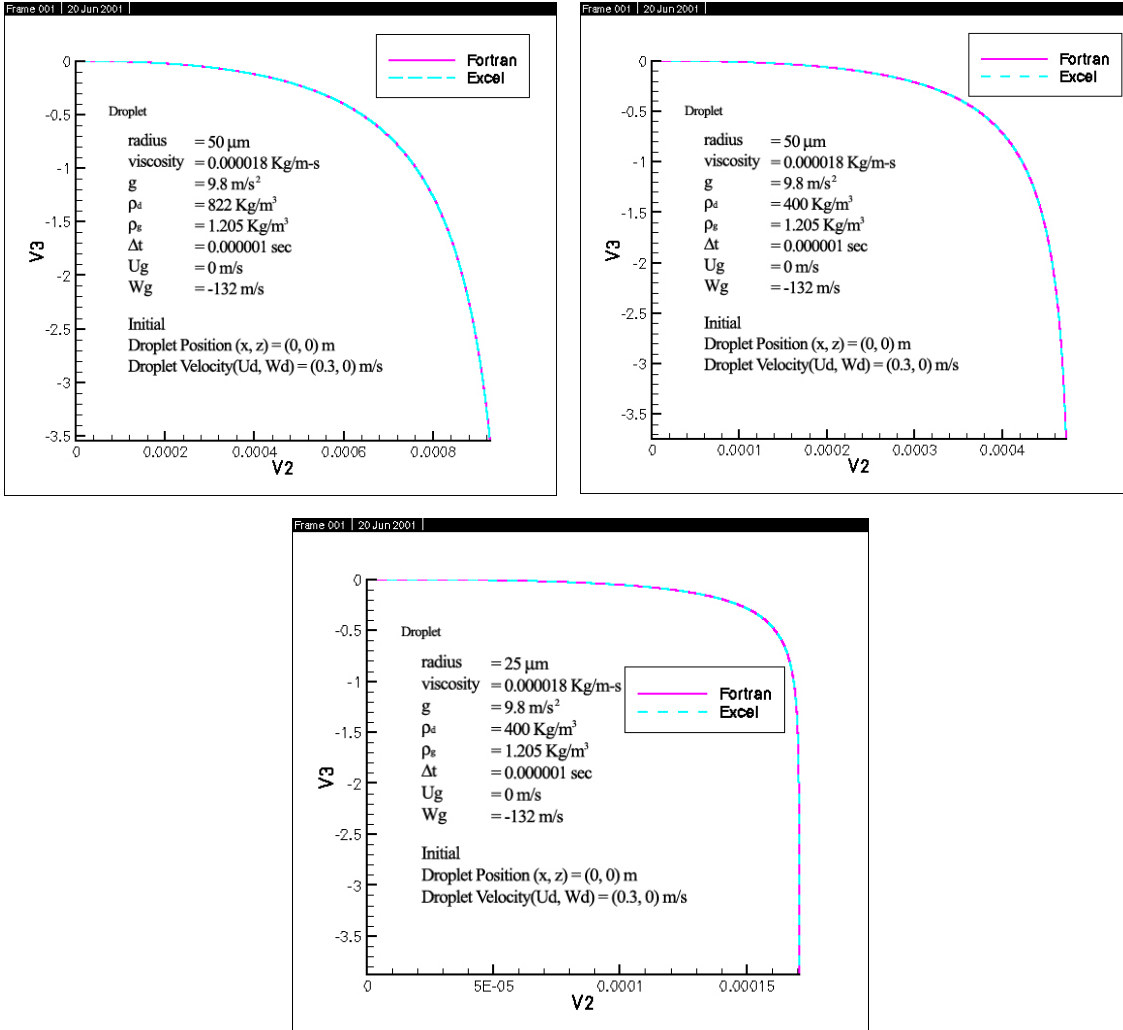 Frame 001 | 20 Jun 2001
Fortran
Excel
0
-0.5
-1
-1.5
-2
-2.5
-3
-3.5
V3
Droplet
radius = 50 μm
viscosity = 0.000018 Kg/m-s
g = 9.8 m/s²
ρd = 822 Kg/m³
ρg = 1.205 Kg/m³
Δt = 0.000001 sec
Ug = 0 m/s
Wg = -132 m/s
Initial
Droplet Position (x, z) = (0, 0) m
Droplet Velocity(Ud, Wd) = (0.3, 0) m/s
0 0.0002 0.0004 0.0006 0.0008
V2
Frame 001 | 20 Jun 2001
Fortran
Excel
0
-0.5
-1
-1.5
-2
-2.5
-3
-3.5
V3
Droplet
radius = 50 μm
viscosity = 0.000018 Kg/m-s
g = 9.8 m/s²
ρd = 400 Kg/m³
ρg = 1.205 Kg/m³
Δt = 0.000001 sec
Ug = 0 m/s
Wg = -132 m/s
Initial
Droplet Position (x, z) = (0, 0) m
Droplet Velocity(Ud, Wd) = (0.3, 0) m/s
0 0.0001 0.0002 0.0003 0.0004
V2
Frame 001 | 20 Jun 2001
0
-0.5
-1
-1.5
-2
-2.5
-3
-3.5
V3
Droplet
radius = 25 μm
viscosity = 0.000018 Kg/m-s
g = 9.8 m/s²
ρd = 400 Kg/m³
ρg = 1.205 Kg/m³
Δt = 0.000001 sec
Ug = 0 m/s
Wg = -132 m/s
Initial
Droplet Position (x, z) = (0, 0) m
Droplet Velocity(Ud, Wd) = (0.3, 0) m/s
Fortran
Excel
0 5E-05 0.0001 0.00015
V2